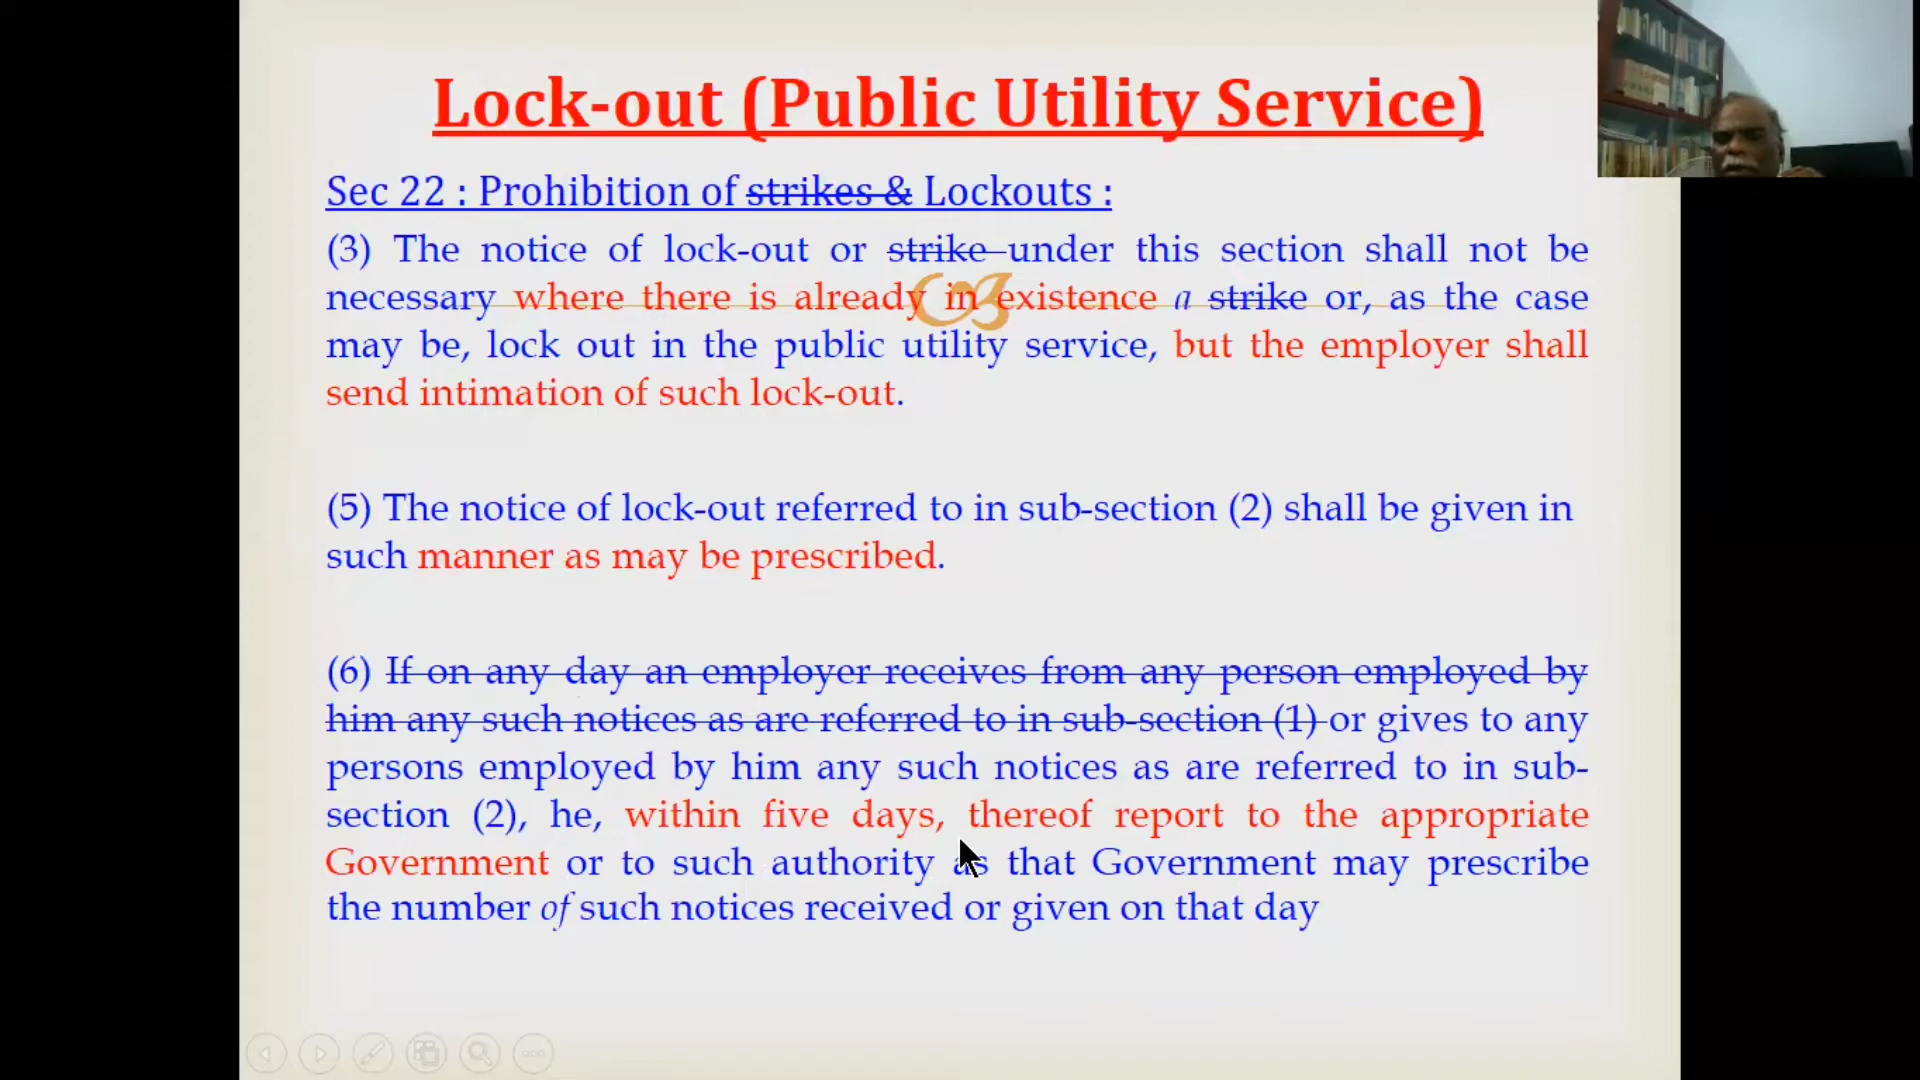 Lock-out (Public Utility Service)
Sec 22 : Prohibition of strikes & Lockouts :
(3) The notice of lock-out or strike under this section shall not be
necessary where there is already in existence a strike or, as the case
may be, lock out in the public utility service, but the employer shall
send intimation of such lock-out.
(5) The notice of lock-out referred to in sub-section (2) shall be given in
such manner as may be prescribed.
(6) If on any day an employer receives from any person employed by
him any such notices as are referred to in sub-section (1) or gives to any
persons employed by him any such notices as are referred to in sub-
section (2), he, within five days, thereof report to the appropriate
Government or to such authority as that Government may prescribe
the number of such notices received or given on that day